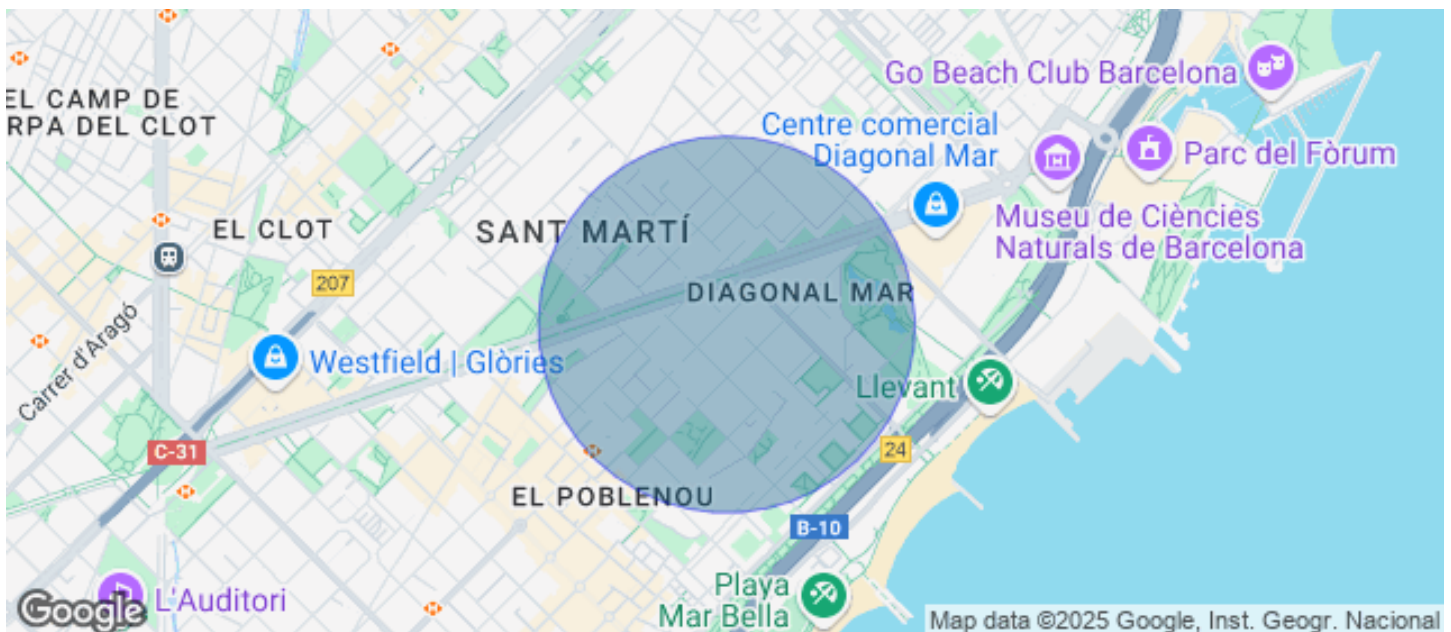 Go Beach Club Barcelona
EL CAMP DE
RPA DEL CLOT
Centre comercial
Diagonal Mar
Parc del Fòrum
Museu de Ciències
Naturals de Barcelona
EL CLOT
SANT MARTÍ
207
DIAGONAL MAR
Carrer d'Aragó
Westfield | Glòries
Llevant
C-31
24
EL POBLENOU
B-10
Playa
Mar Bella
L'Auditori
Google
Map data ©2025 Google, Inst. Geogr. Nacional